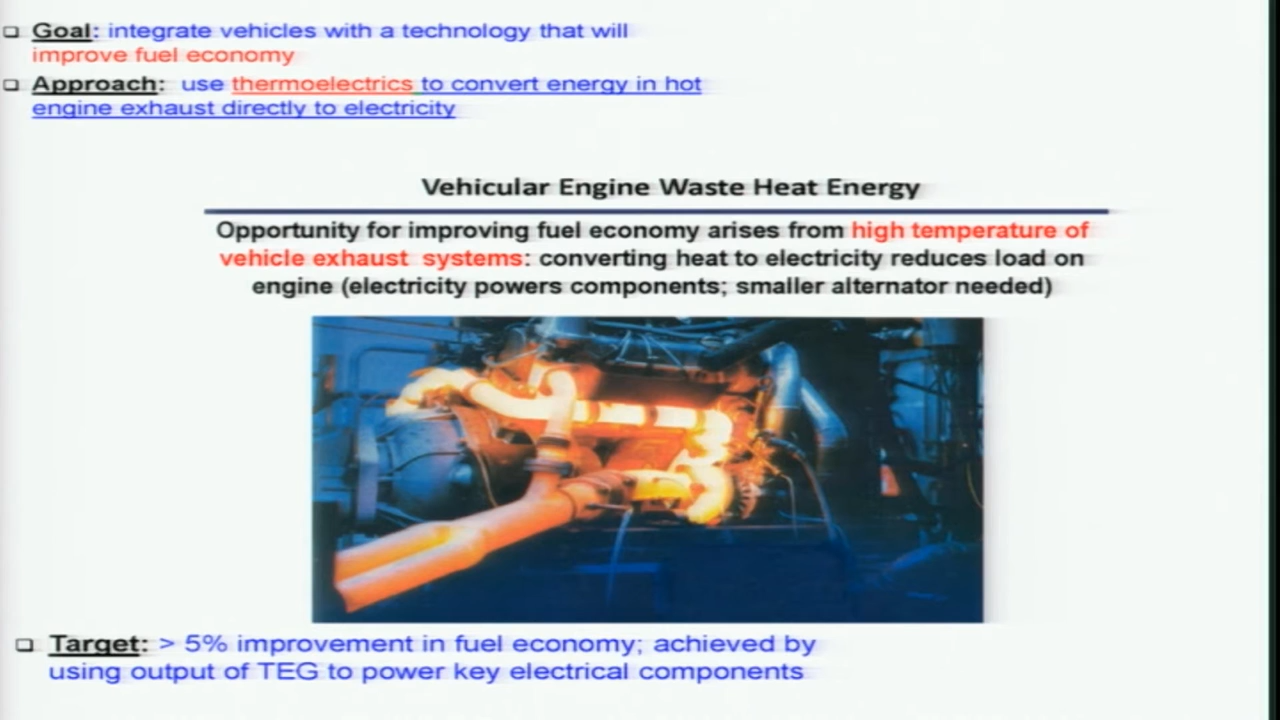 Goal: integrate vehicles with a technology that will
improve fuel economy
Approach: use thermoelectrics to convert energy in hot
engine exhaust directly to electricity
Vehicular Engine Waste Heat Energy
Opportunity for improving fuel economy arises from high temperature of
vehicle exhaust systems: converting heat to electricity reduces load on
engine (electricity powers components; smaller alternator needed)
Target: > 5% improvement in fuel economy; achieved by
using output of TEG to power key electrical components